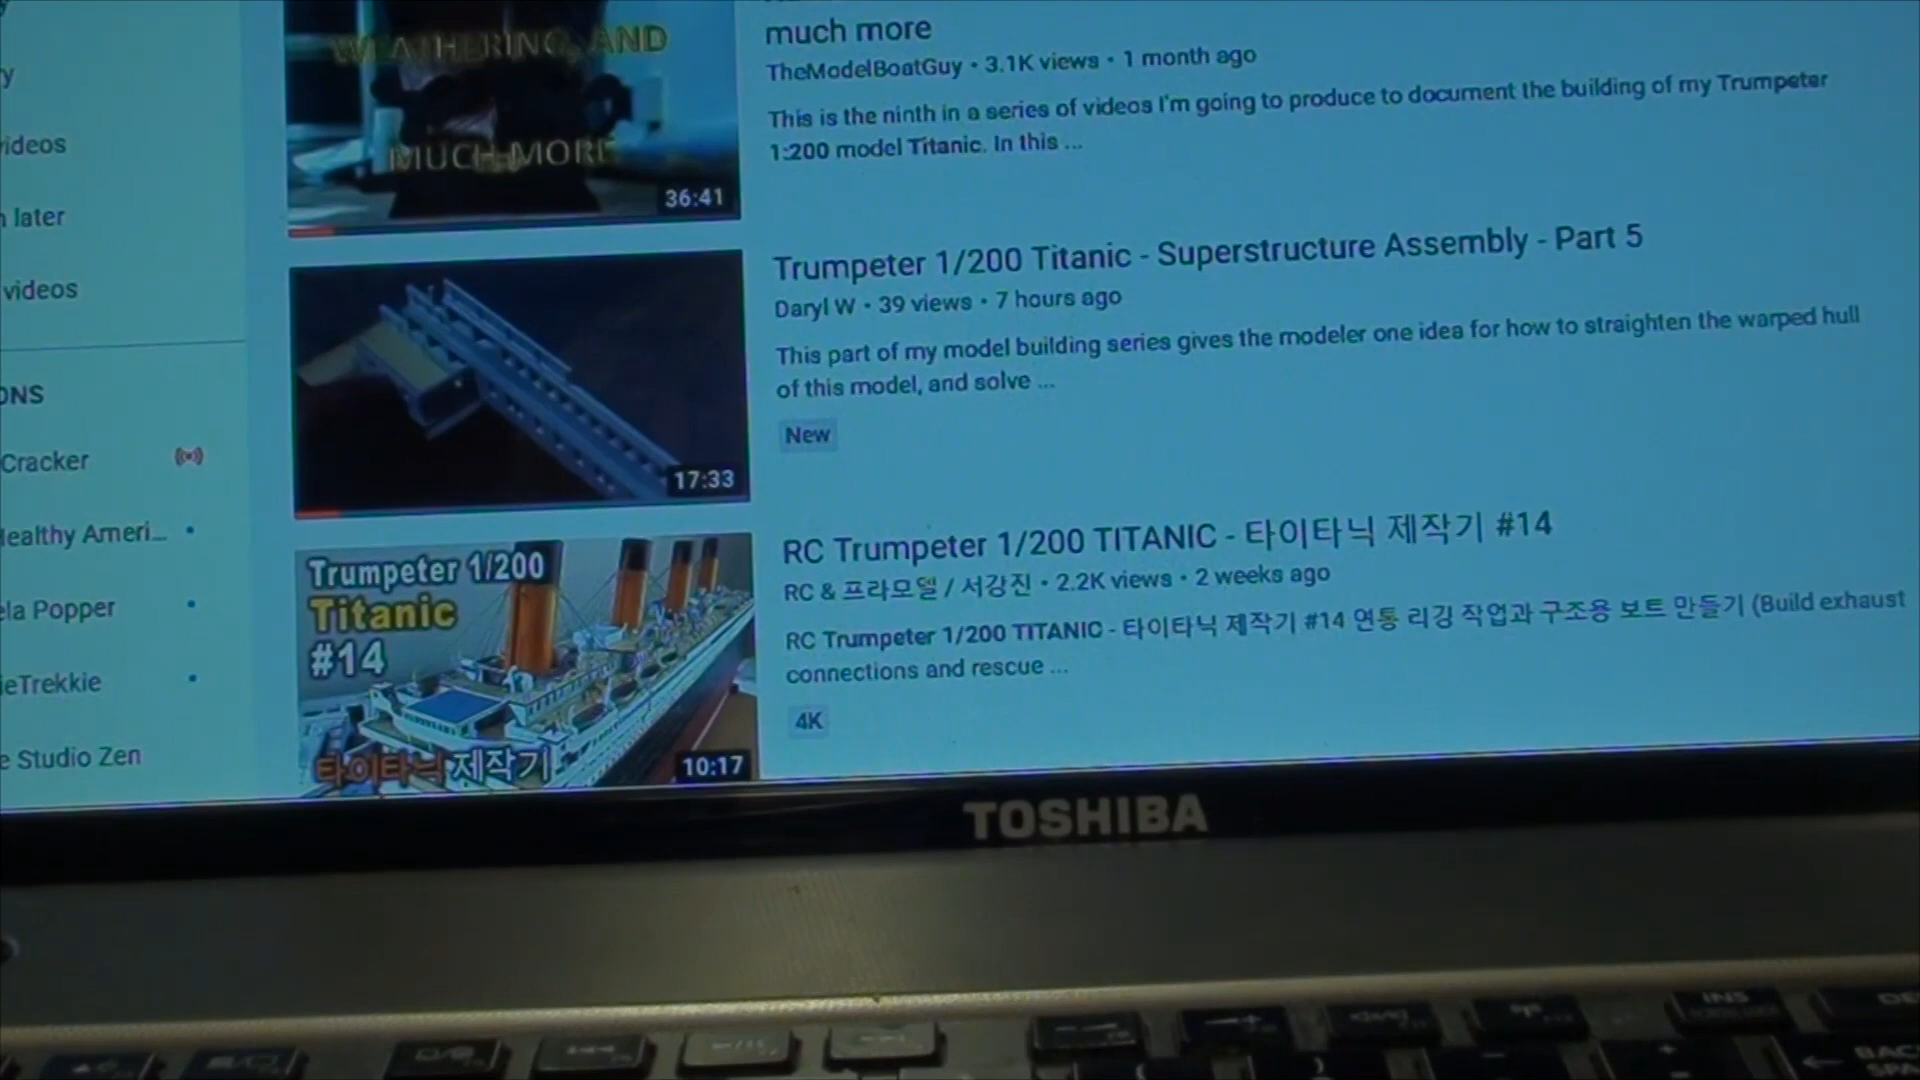 WEATHERING, AND
MUCH MORE
36:41
much more
TheModelBoatGuy • 3.1K views • 1 month ago
This is the ninth in a series of videos I'm going to produce to document the building of my Trumpeter
1:200 model Titanic. In this ...
y
videos
later
videos
ONS
Cracker
Healthy Ameri...
ela Popper
ieTrekkie
e Studio Zen
17:33
Trumpeter 1/200 Titanic - Superstructure Assembly - Part 5
Daryl W • 39 views • 7 hours ago
This part of my model building series gives the modeler one idea for how to straighten the warped hull
of this model, and solve ...
New
Trumpeter 1/200
Titanic
#14
타이타닉 제작기
10:17
RC Trumpeter 1/200 TITANIC - 타이타닉 제작기 #14
RC & 프라모델 / 서강진 • 2.2K views • 2 weeks ago
RC Trumpeter 1/200 TITANIC - 타이타닉 제작기 #14 연통 리깅 작업과 구조용 보트 만들기 (Build exhaust
connections and rescue ...
4K
TOSHIBA
INS
BACK